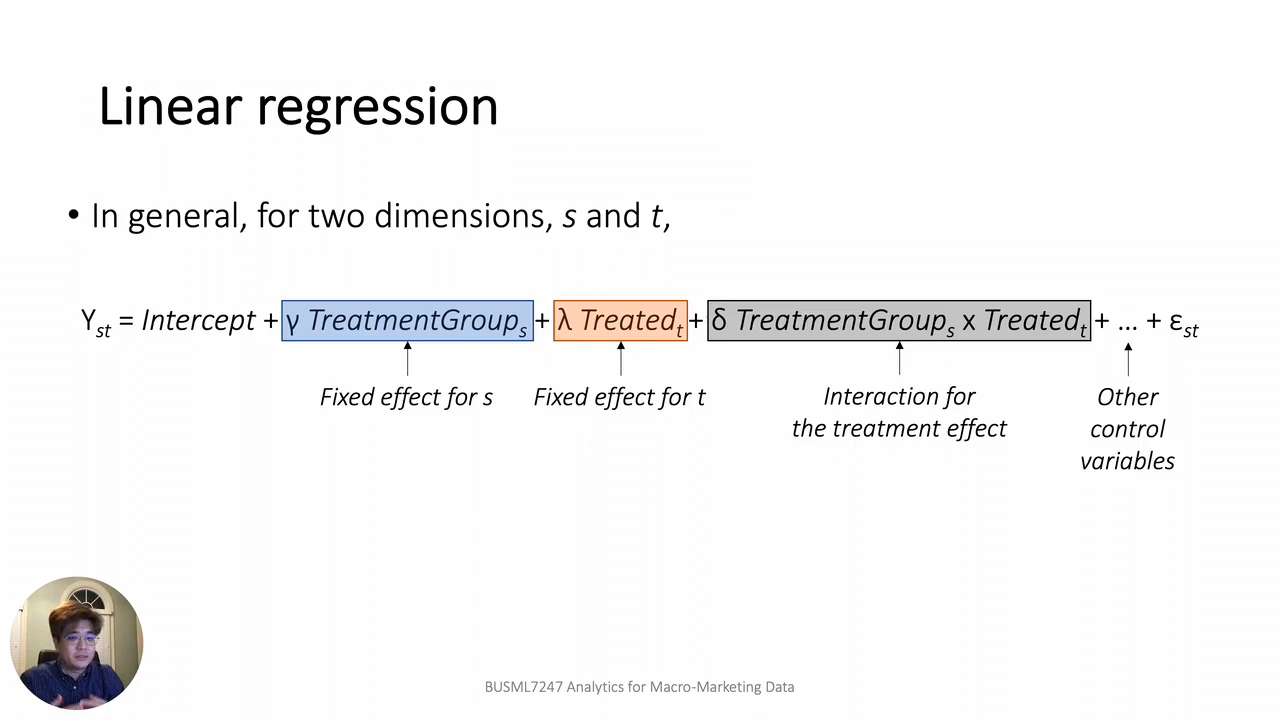 Linear regression
• In general, for two dimensions, s and t,
Yst = Intercept + γ TreatmentGroups + λ Treatedt + δ TreatmentGroups x Treatedt + … + εst
Fixed effect for s
Fixed effect for t
Interaction for
the treatment effect
Other
control
variables
BUSML7247 Analytics for Macro-Marketing Data